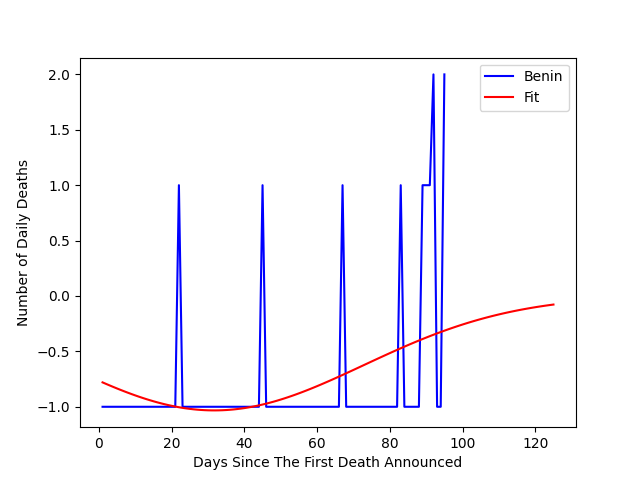 Benin
Fit
2.0
1.5
1.0
0.5
0.0
−0.5
−1.0
Number of Daily Deaths
0 20 40 60 80 100 120
Days Since The First Death Announced